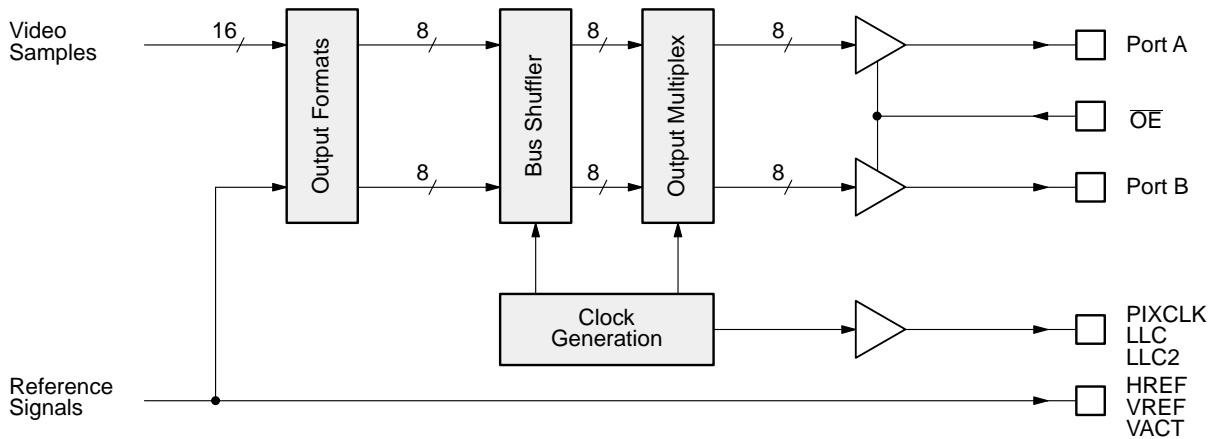 Video
Samples
16
Output Formats
8
8
Bus Shuffler
8
8
Output Multiplex
8
8
Port A
OE
Port B
Clock
Generation
PIXCLK
LLC
LLC2
Reference
Signals
HREF
VREF
VACT